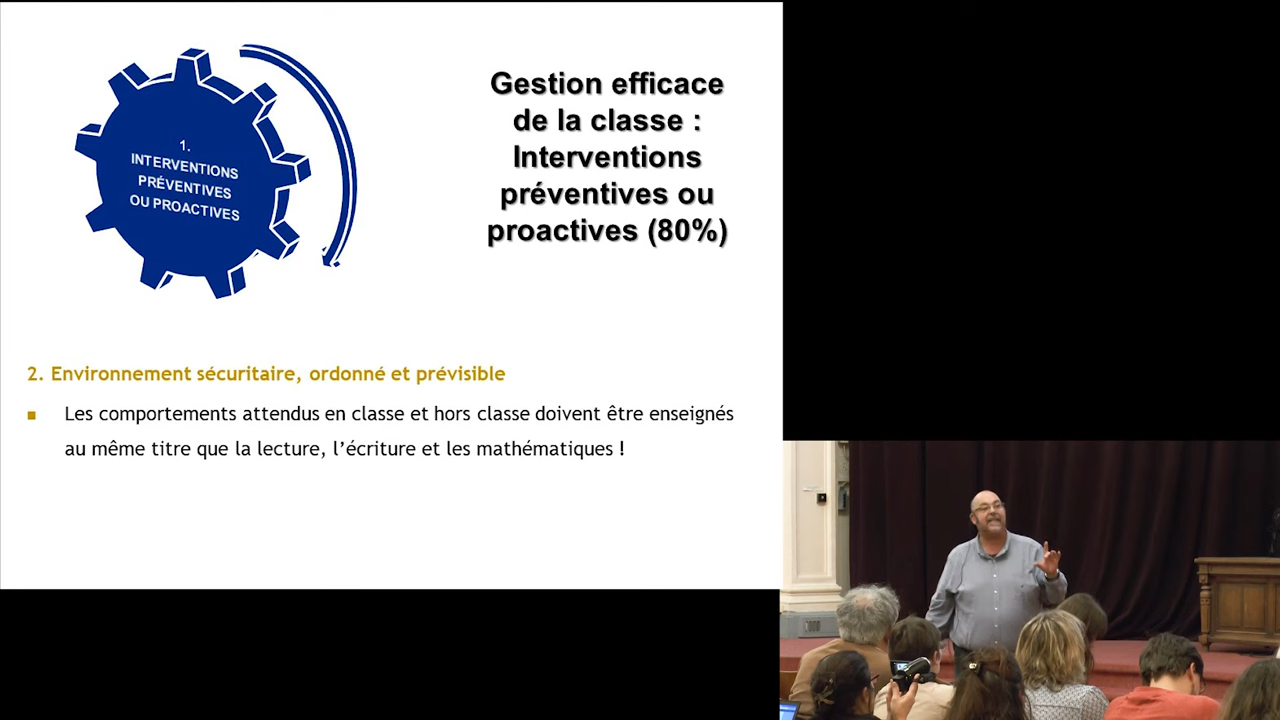 1.
INTERVENTIONS
PRÉVENTIVES
OU PROACTIVES
Gestion efficace
de la classe :
Interventions
préventives ou
proactives (80%)
2. Environnement sécuritaire, ordonné et prévisible
Les comportements attendus en classe et hors classe doivent être enseignés
au même titre que la lecture, l’écriture et les mathématiques !